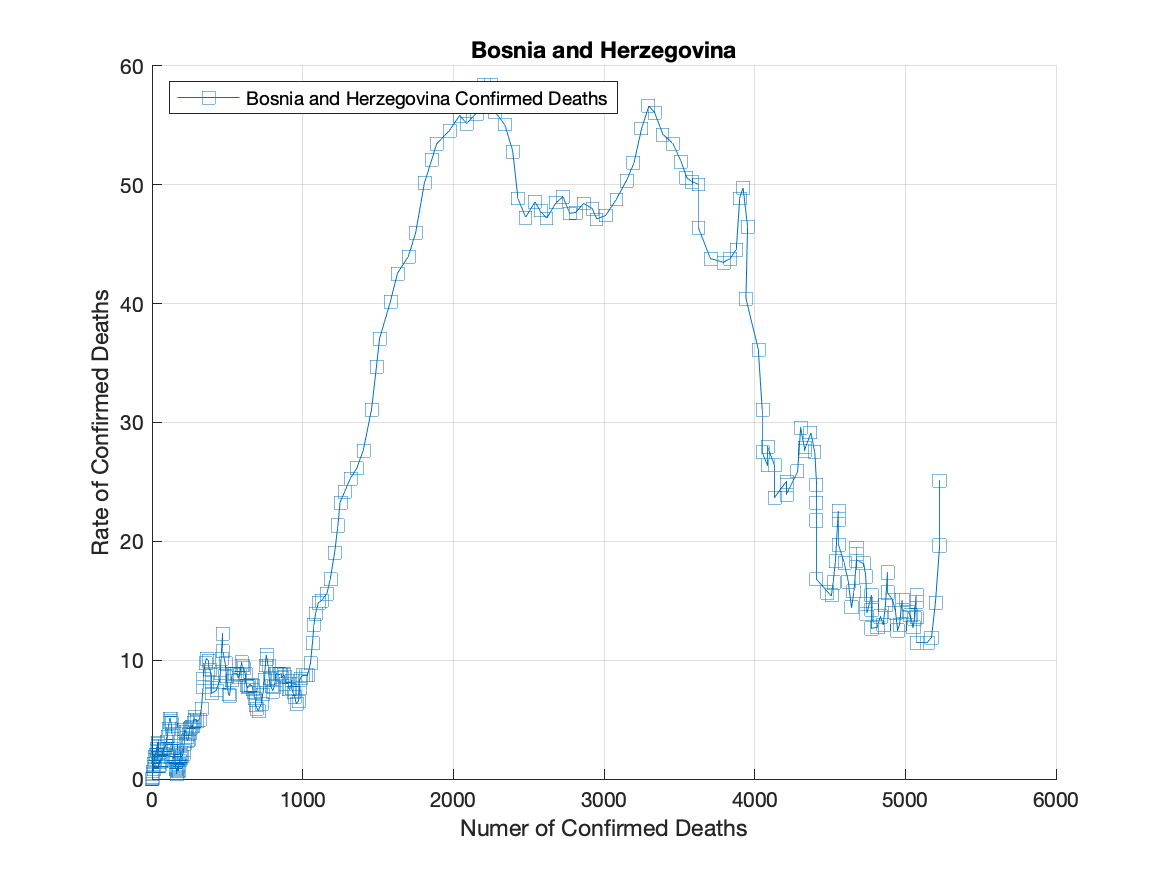 Bosnia and Herzegovina
60
Bosnia and Herzegovina Confirmed Deaths
50
40
30
20
10
0
Rate of Confirmed Deaths
0 1000 2000 3000 4000 5000 6000
Numer of Confirmed Deaths